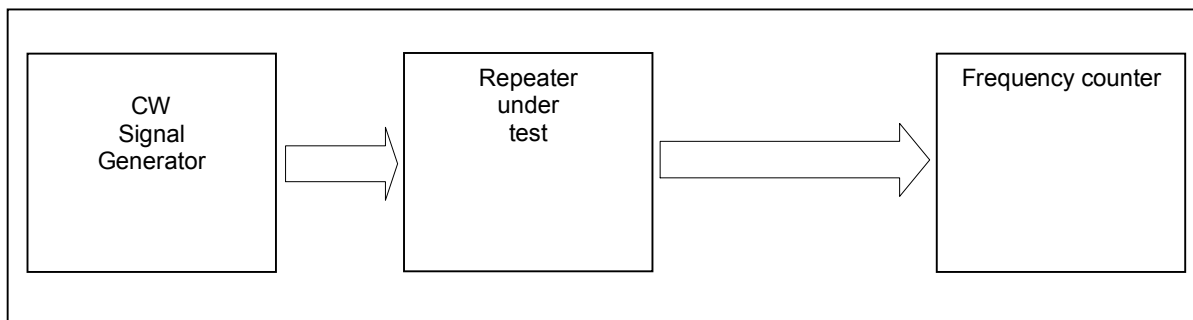 CW
Signal
Generator
Repeater
under
test
Frequency counter